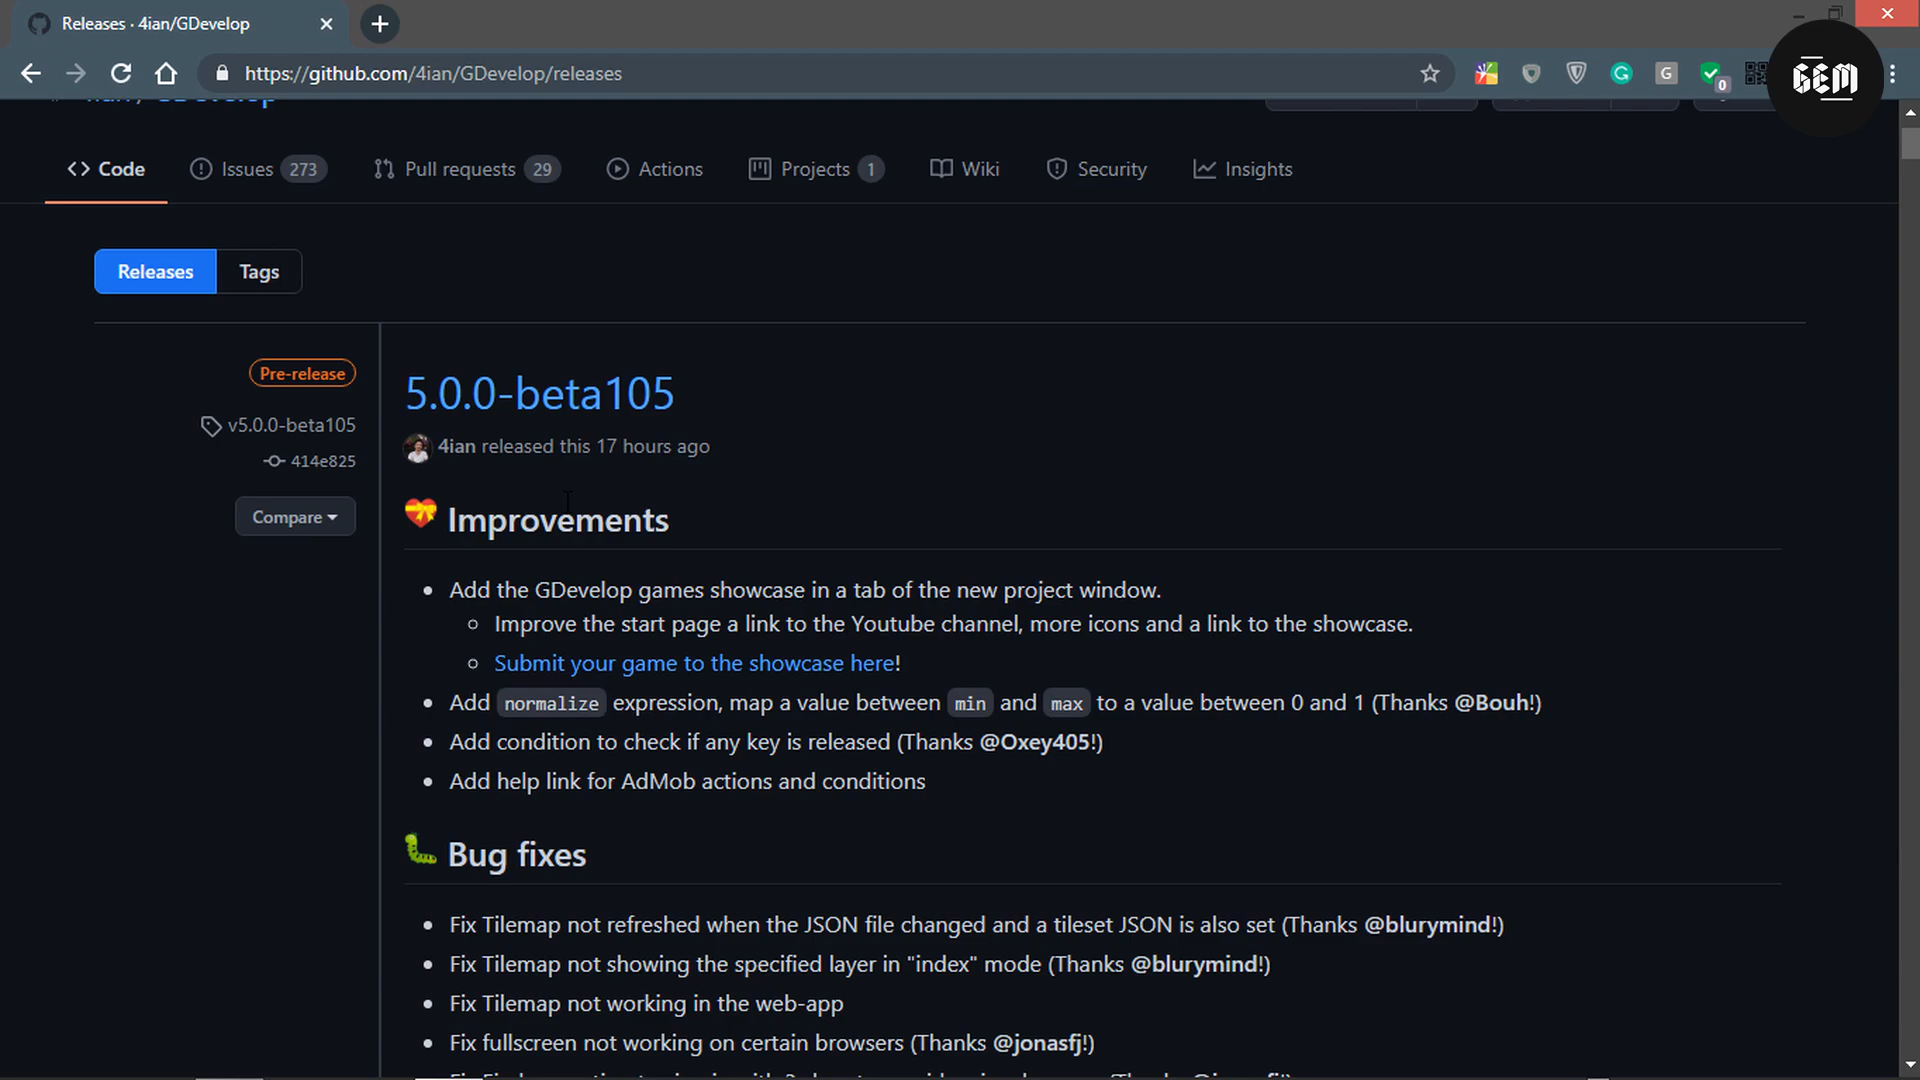 Releases · 4ian/GDevelop
https://github.com/4ian/GDevelop/releases
G
G
0
GEM
4ian / GDevelop
Code
Issues 273
Pull requests 29
Actions
Projects 1
Wiki
Security
Insights
Releases
Tags
Pre-release
v5.0.0-beta105
414e825
Compare
5.0.0-beta105
4ian released this 17 hours ago
Improvements
Add the GDevelop games showcase in a tab of the new project window.
Improve the start page a link to the Youtube channel, more icons and a link to the showcase.
Submit your game to the showcase here!
Add normalize expression, map a value between min and max to a value between 0 and 1 (Thanks @Bouh!)
Add condition to check if any key is released (Thanks @Oxey405!)
Add help link for AdMob actions and conditions
Bug fixes
Fix Tilemap not refreshed when the JSON file changed and a tileset JSON is also set (Thanks @blurymind!)
Fix Tilemap not showing the specified layer in "index" mode (Thanks @blurymind!)
Fix Tilemap not working in the web-app
Fix fullscreen not working on certain browsers (Thanks @jonasfj!)